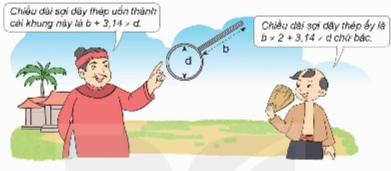 Chiều dài sợi dây thép uốn thành
cái khung này là b + 3,14 × d.
Chiều dài sợi dây thép ấy là
b × 2 + 3,14 × d chứ bác.
d
b